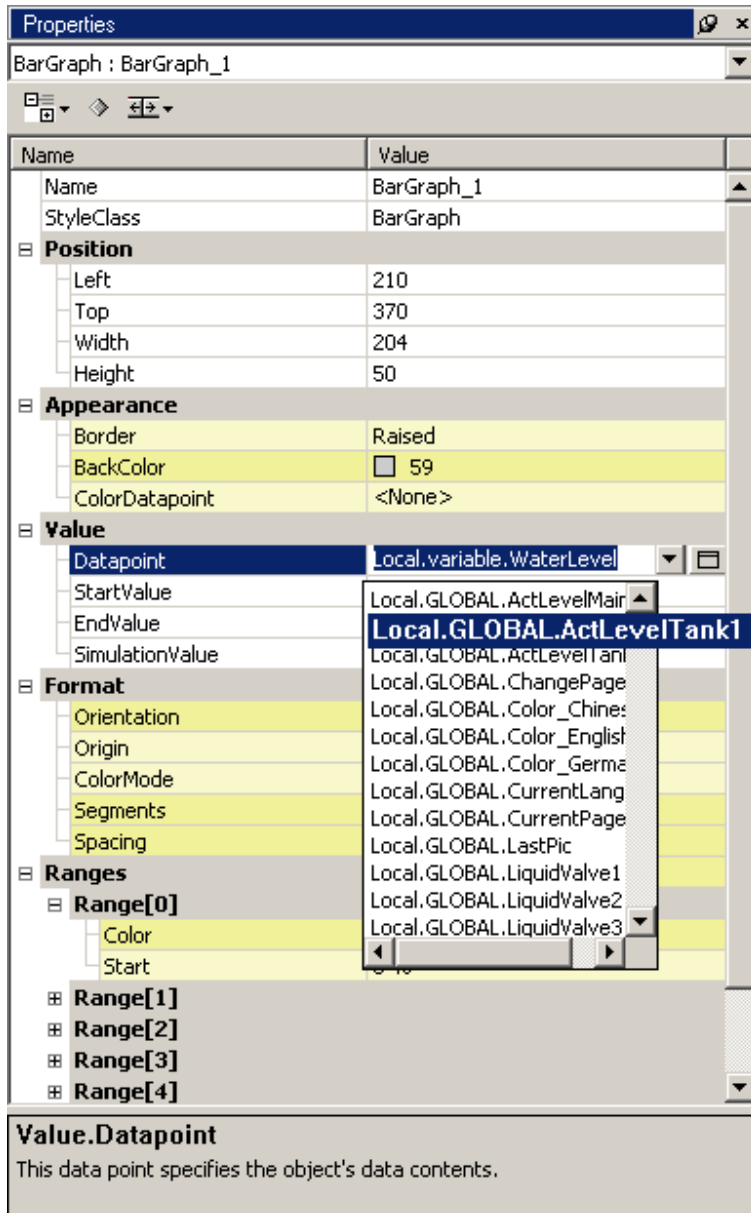 Properties
BarGraph : BarGraph_1
Name Value
Name BarGraph_1
StyleClass BarGraph
Position
Left 210
Top 370
Width 204
Height 50
Appearance
Border Raised
BackColor 59
ColorDatapoint <None>
Value
Datapoint Local.variable.WaterLevel
StartValue
EndValue
SimulationValue
Format
Orientation
Origin
ColorMode
Segments
Spacing
Ranges
Range[0]
Color
Start
Range[1]
Range[2]
Range[3]
Range[4]
Local.GLOBAL.ActLevelMain
Local.GLOBAL.ActLevelTank1
Local.GLOBAL.ActLevelTan
Local.GLOBAL.ChangePage
Local.GLOBAL.Color_Chines
Local.GLOBAL.Color_English
Local.GLOBAL.Color_Germa
Local.GLOBAL.CurrentLang
Local.GLOBAL.CurrentPage
Local.GLOBAL.LastPic
Local.GLOBAL.LiquidValve1
Local.GLOBAL.LiquidValve2
Local.GLOBAL.LiquidValve3
Value.Datapoint
This data point specifies the object's data contents.